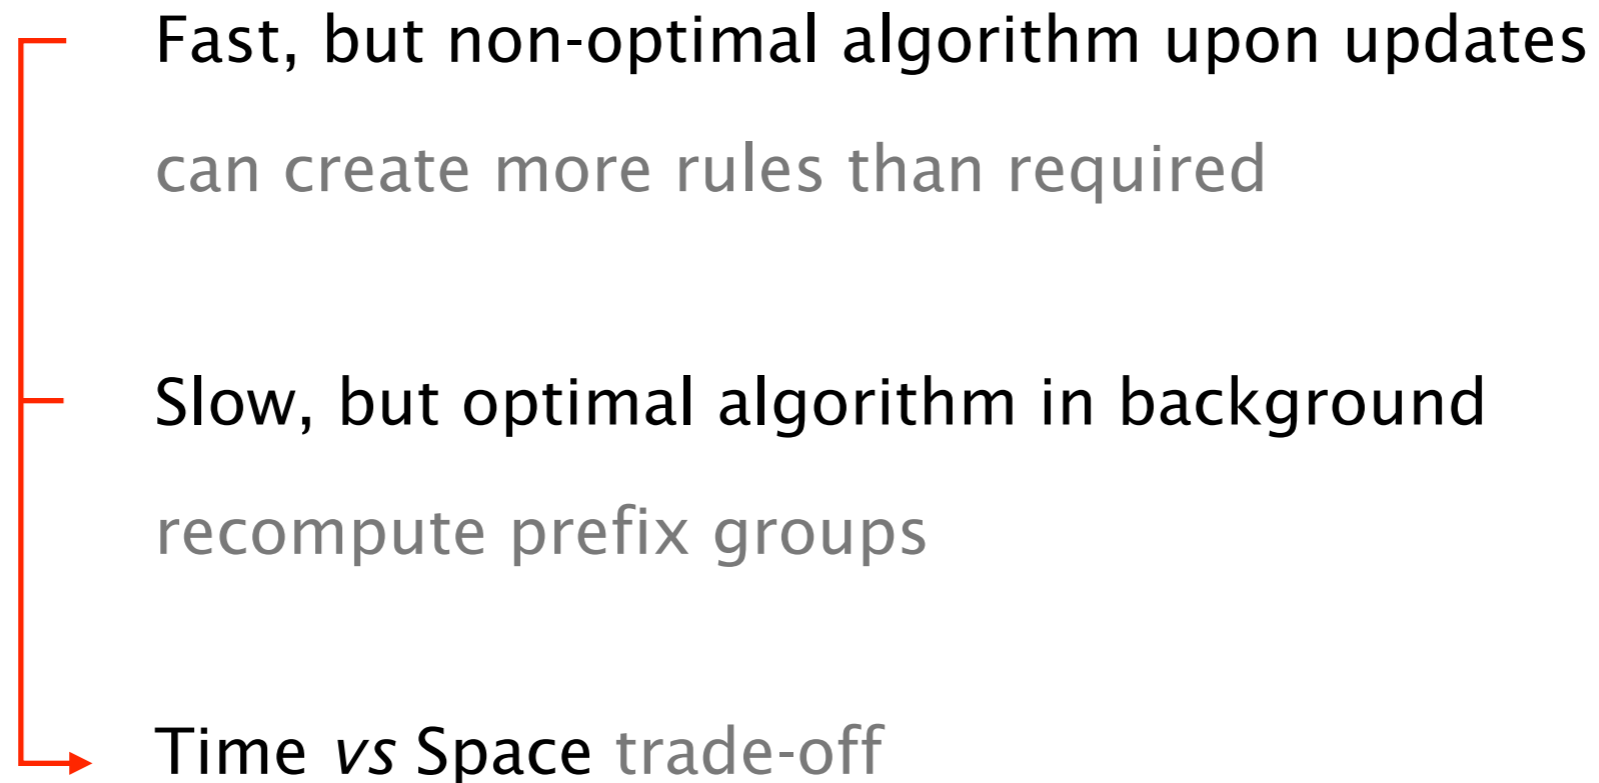 Fast, but non-optimal algorithm upon updates
can create more rules than required
Slow, but optimal algorithm in background
recompute prefix groups
Time vs Space trade-off